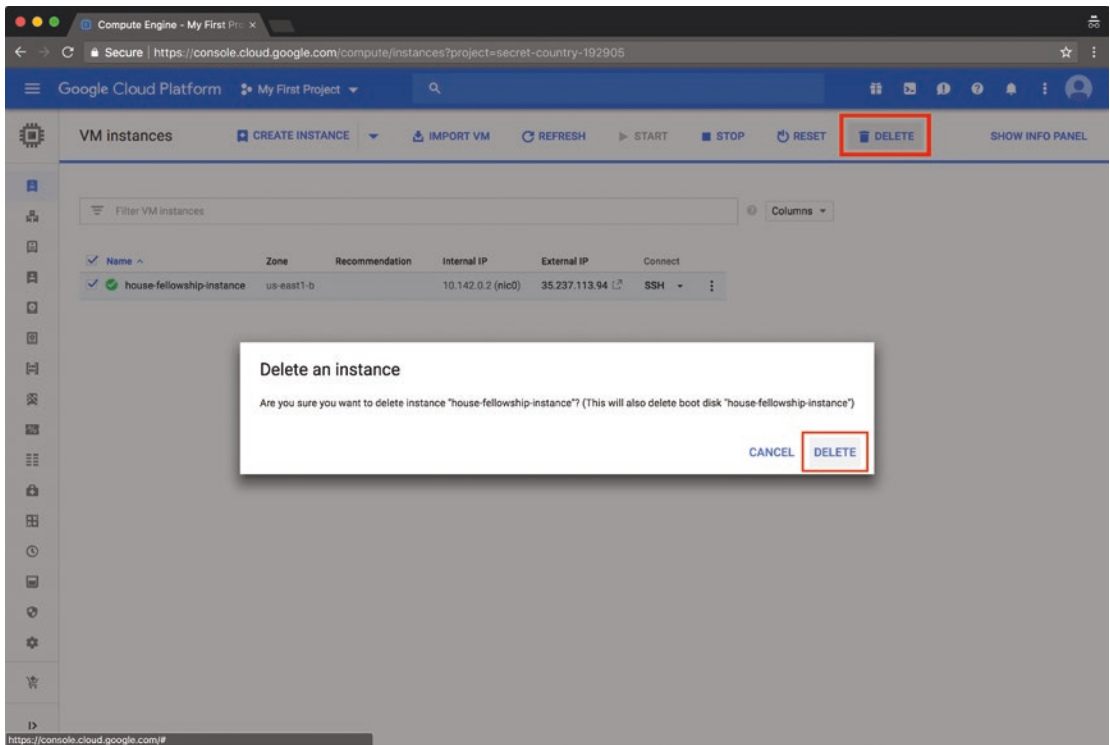 Compute Engine - My First Pro
Secure | https://console.cloud.google.com/compute/instances?project=secret-country-192905
Google Cloud Platform My First Project
VM instances CREATE INSTANCE IMPORT VM REFRESH START STOP RESET DELETE SHOW INFO PANEL
Filter VM instances Columns
Name Zone Recommendation Internal IP External IP Connect
house-fellowship-instance us-east1-b 10.142.0.2 (nic0) 35.237.113.94 SSH
Delete an instance
Are you sure you want to delete instance "house-fellowship-instance"? (This will also delete boot disk "house-fellowship-instance")
CANCEL DELETE
https://console.cloud.google.com/#